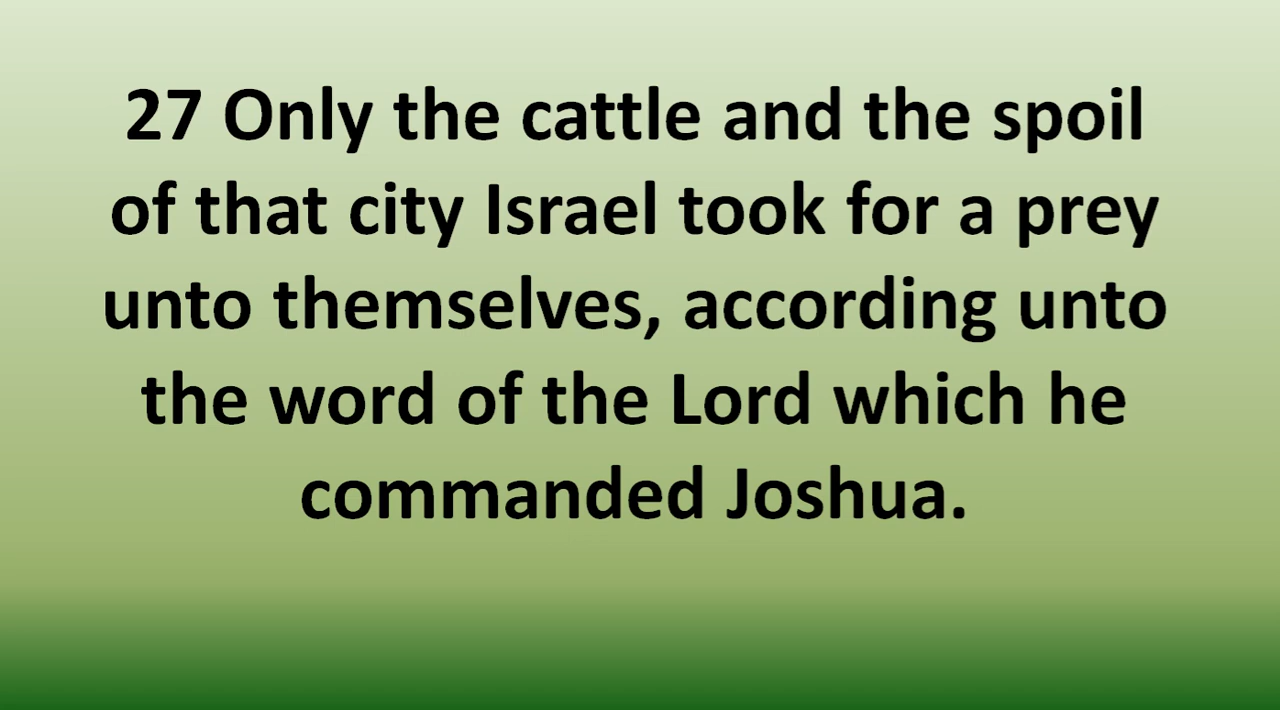 27 Only the cattle and the spoil
of that city Israel took for a prey
unto themselves, according unto
the word of the Lord which he
commanded Joshua.